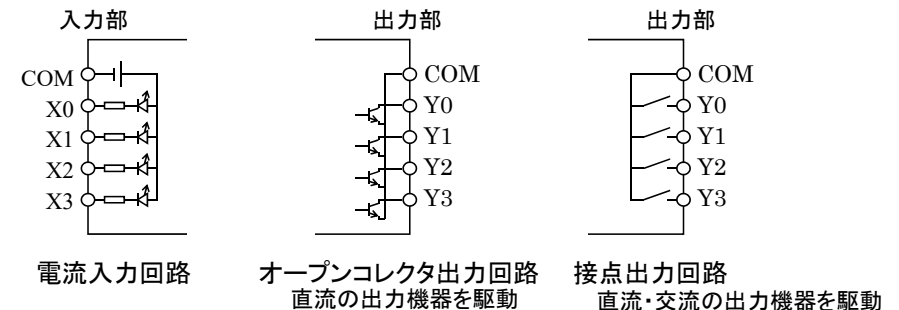 入力部
COM
X0
X1
X2
X3
電流入力回路
出力部
COM
Y0
Y1
Y2
Y3
オープンコレクタ出力回路
直流の出力機器を駆動
出力部
COM
Y0
Y1
Y2
Y3
接点出力回路
直流・交流の出力機器を駆動